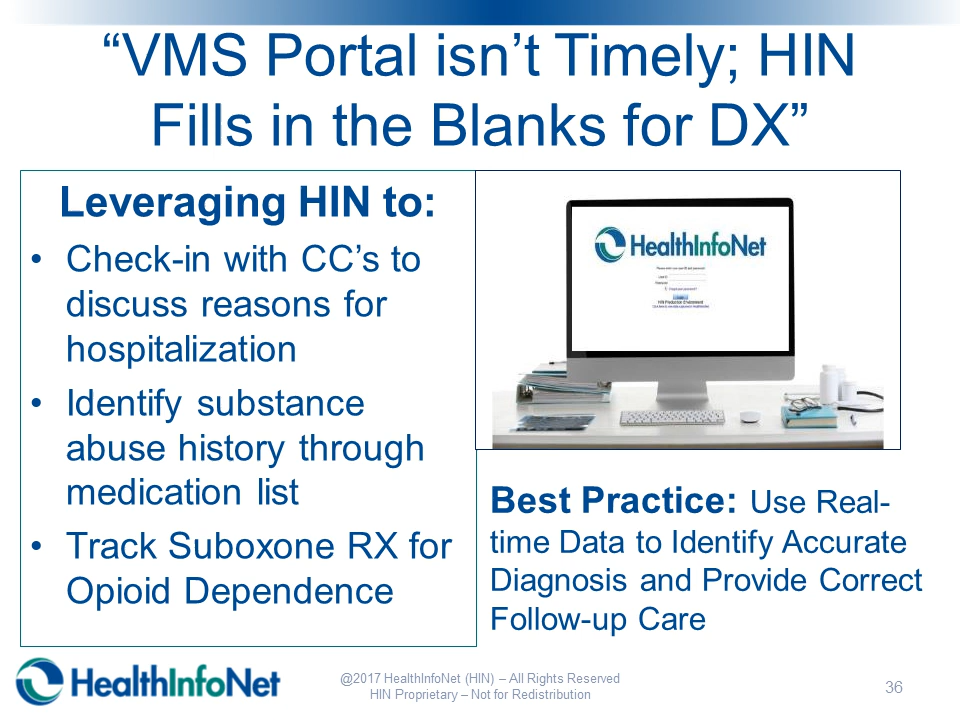 “VMS Portal isn’t Timely; HIN
Fills in the Blanks for DX”
Leveraging HIN to:
• Check-in with CC’s to
discuss reasons for
hospitalization
• Identify substance
abuse history through
medication list
• Track Suboxone RX for
Opioid Dependence
HealthInfoNet
HIN Production Environment
Best Practice: Use Real-
time Data to Identify Accurate
Diagnosis and Provide Correct
Follow-up Care
HealthInfoNet
@2017 HealthInfoNet (HIN) – All Rights Reserved
HIN Proprietary – Not for Redistribution
36